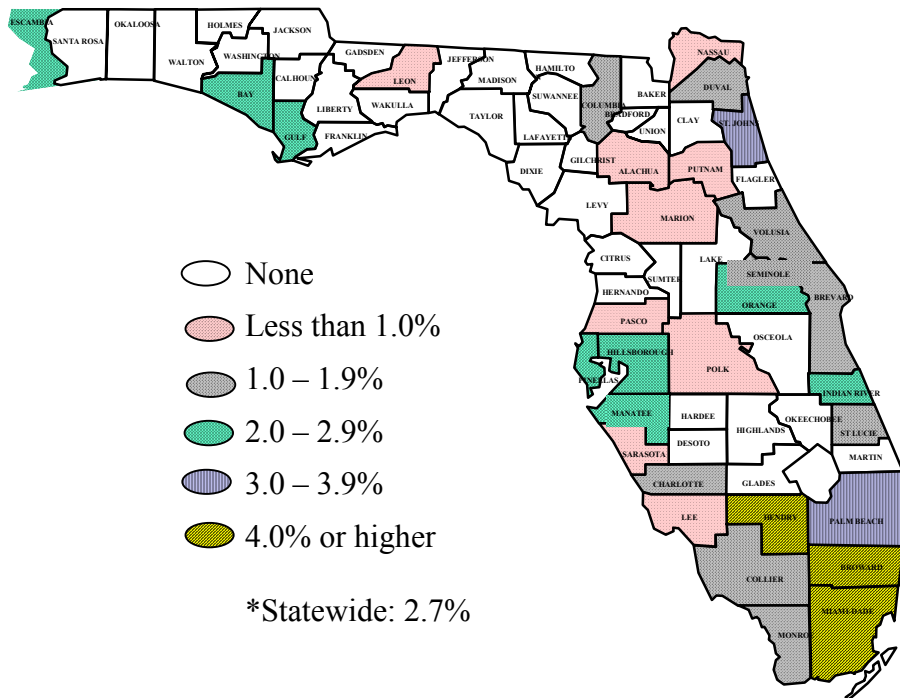 ESCAMBIA
SANTA ROSA
OKALOOSA
WALTON
HOLMES
WASHINGTON
JACKSON
BAY
CALHOUN
GULF
GADSDEN
LIBERTY
FRANKLIN
LEON
WAKULLA
JEFFERSON
MADISON
TAYLOR
HAMILTON
SUWANNEE
LAFAYETT
DIXIE
COLUMBIA
GILCHRIST
LEVY
BAKER
BRADFORD
UNION
NASSAU
DUVAL
CLAY
ST. JOHNS
ALACHUA
PUTNAM
FLAGLER
MARION
VOLUSIA
CITRUS
SUMTER
LAKE
HERNANDO
SEMINOLE
ORANGE
BREVARD
PASCO
OSCEOLA
HILLSBOROUGH
PINELLAS
POLK
INDIAN RIVER
MANATEE
HARDEE
HIGHLANDS
OKEECHOBEE
ST LUCIE
SARASOTA
DESOTO
MARTIN
CHARLOTTE
GLADES
LEE
HENDRY
PALM BEACH
COLLIER
BROWARD
MONROE
MIAMI-DADE
None
Less than 1.0%
1.0 – 1.9%
2.0 – 2.9%
3.0 – 3.9%
4.0% or higher
*Statewide: 2.7%